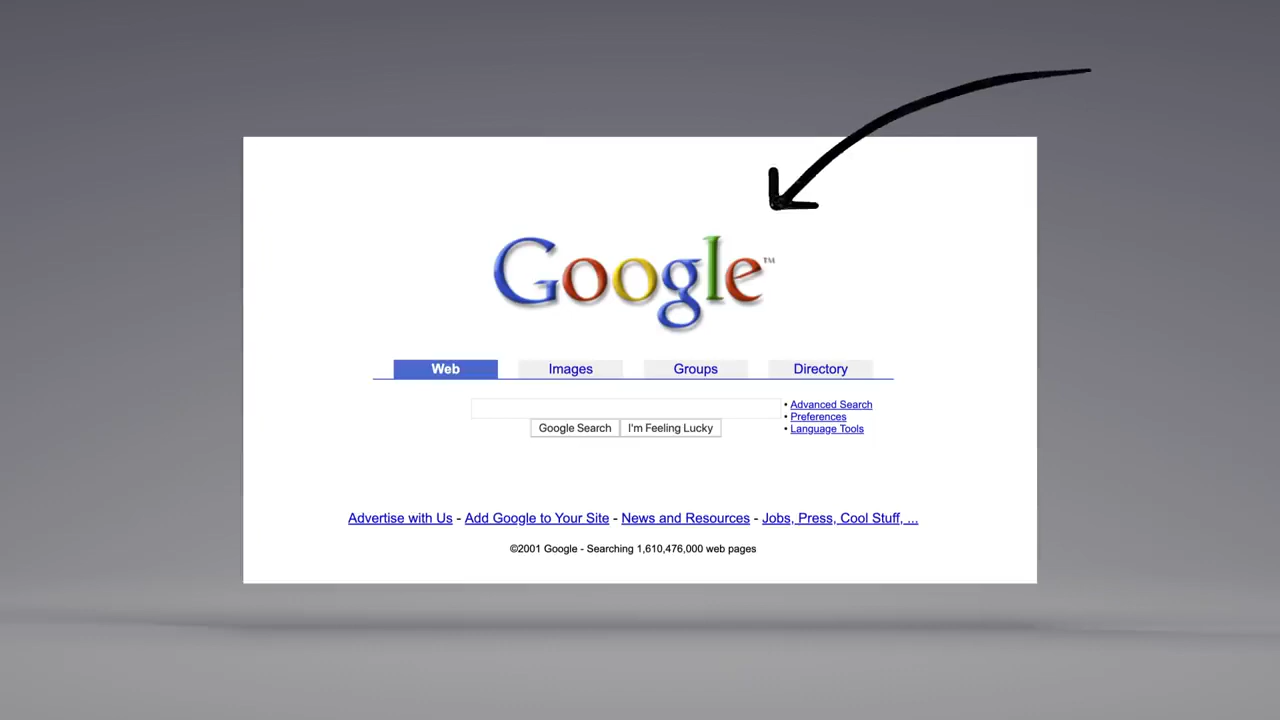 Google™
Web Images Groups Directory
• Advanced Search
• Preferences
• Language Tools
Google Search I'm Feeling Lucky
Advertise with Us - Add Google to Your Site - News and Resources - Jobs, Press, Cool Stuff, ...
©2001 Google - Searching 1,610,476,000 web pages